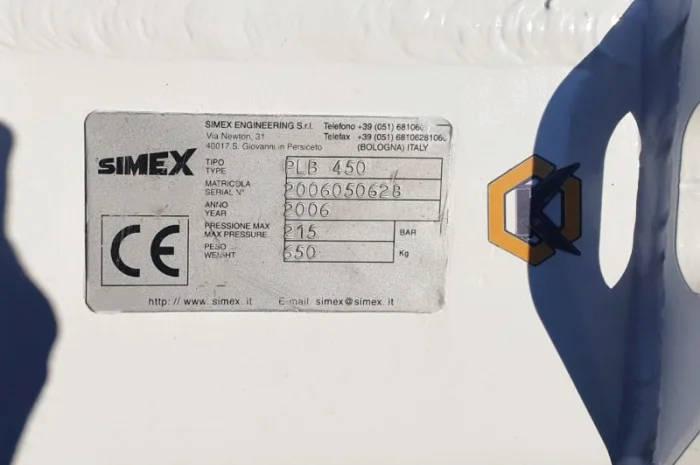 SIMEX ENGINEERING S.r.l. Telefono +39 (051) 68106
Via Newton, 31 Telefax +39 (051) 6810628106
40017 S. Giovanni in Persiceto (BOLOGNA) ITALY
SIMEX
TIPO
TYPE
PLB 450
MATRICOLA
SERIAL N°
200605062B
ANNO
YEAR
2006
PRESSIONE MAX
MAX PRESSURE
215 BAR
PESO
WEIGHT
650 Kg
CE
http://www.simex.it E-mail simex@simex.it